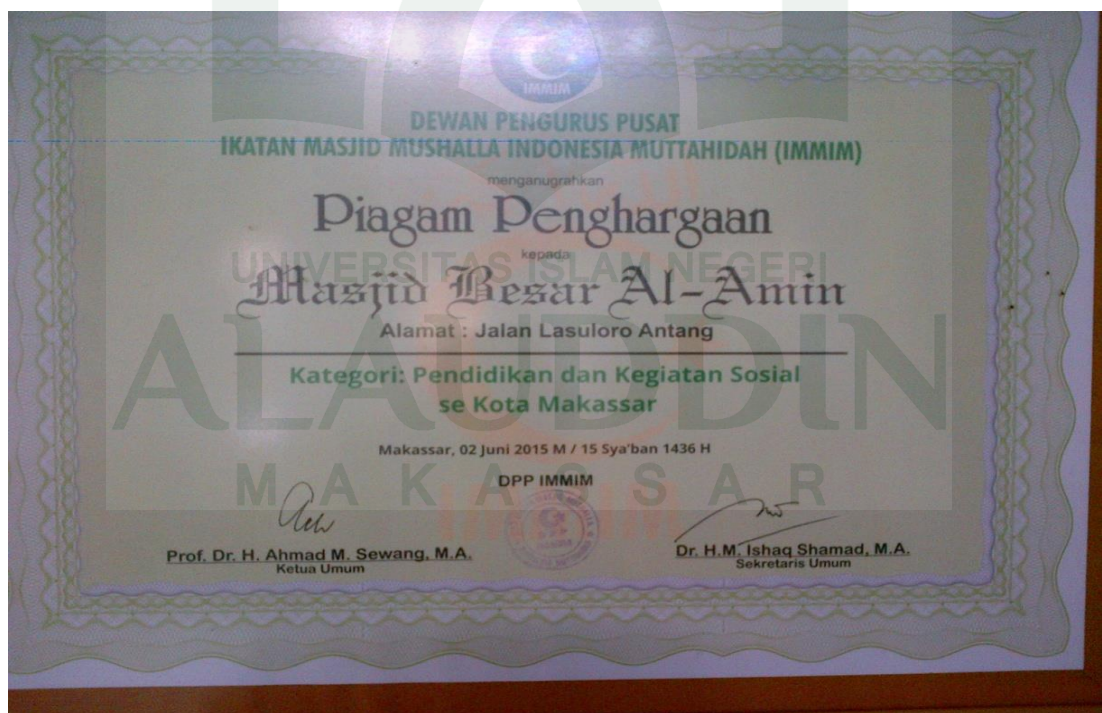 IMMIM
DEWAN PENGURUS PUSAT
IKATAN MASJID MUSHALLA INDONESIA MUTTAHIDAH (IMMIM)
menganugrahkan
Piagam Penghargaan
kepada
UNIVERSITAS ISLAM NEGERI
Masjid Besar Al-Amin
Alamat : Jalan Lasuloro Antang
ALAUDDIN
Kategori: Pendidikan dan Kegiatan Sosial
se Kota Makassar
Makassar, 02 Juni 2015 M / 15 Sya'ban 1436 H
DPP IMMIM
MAKASSAR
IMMIM
Prof. Dr. H. Ahmad M. Sewang, M.A.
Ketua Umum
Dr. H.M. Ishaq Shamad, M.A.
Sekretaris Umum